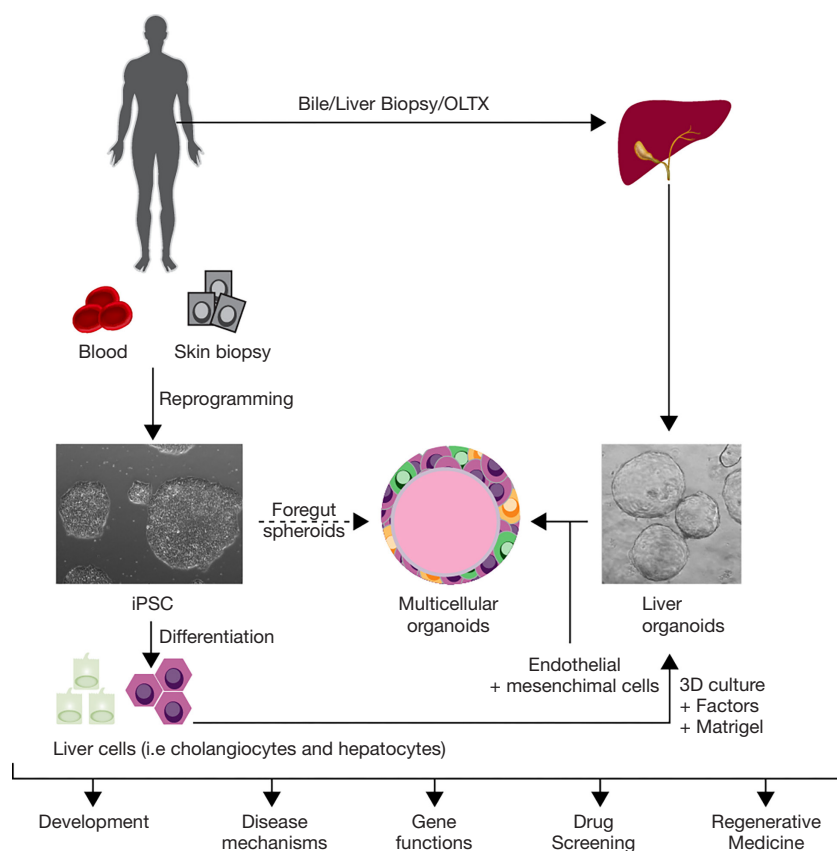 Bile/Liver Biopsy/OLTX
Blood
Skin biopsy
Reprogramming
Foregut
spheroids
iPSC
Multicellular
organoids
Liver
organoids
Differentiation
Endothelial
+ mesenchimal cells
3D culture
+ Factors
+ Matrigel
Liver cells (i.e cholangiocytes and hepatocytes)
Development
Disease
mechanisms
Gene
functions
Drug
Screening
Regenerative
Medicine